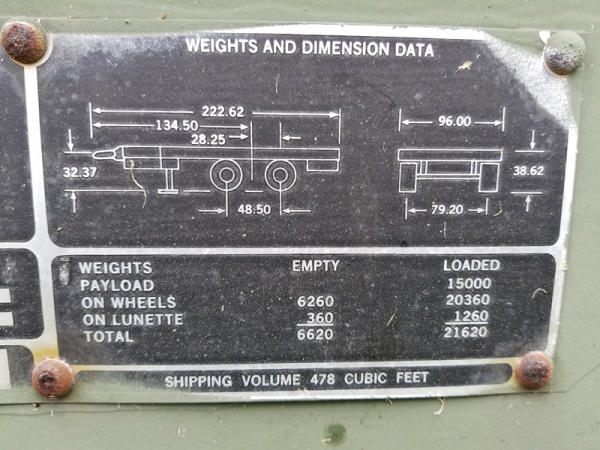 WEIGHTS AND DIMENSION DATA
222.62
134.50
28.25
96.00
32.37
38.62
48.50
79.20
WEIGHTS EMPTY LOADED
PAYLOAD 15000
ON WHEELS 6260 20360
ON LUNETTE 360 1260
TOTAL 6620 21620
SHIPPING VOLUME 478 CUBIC FEET